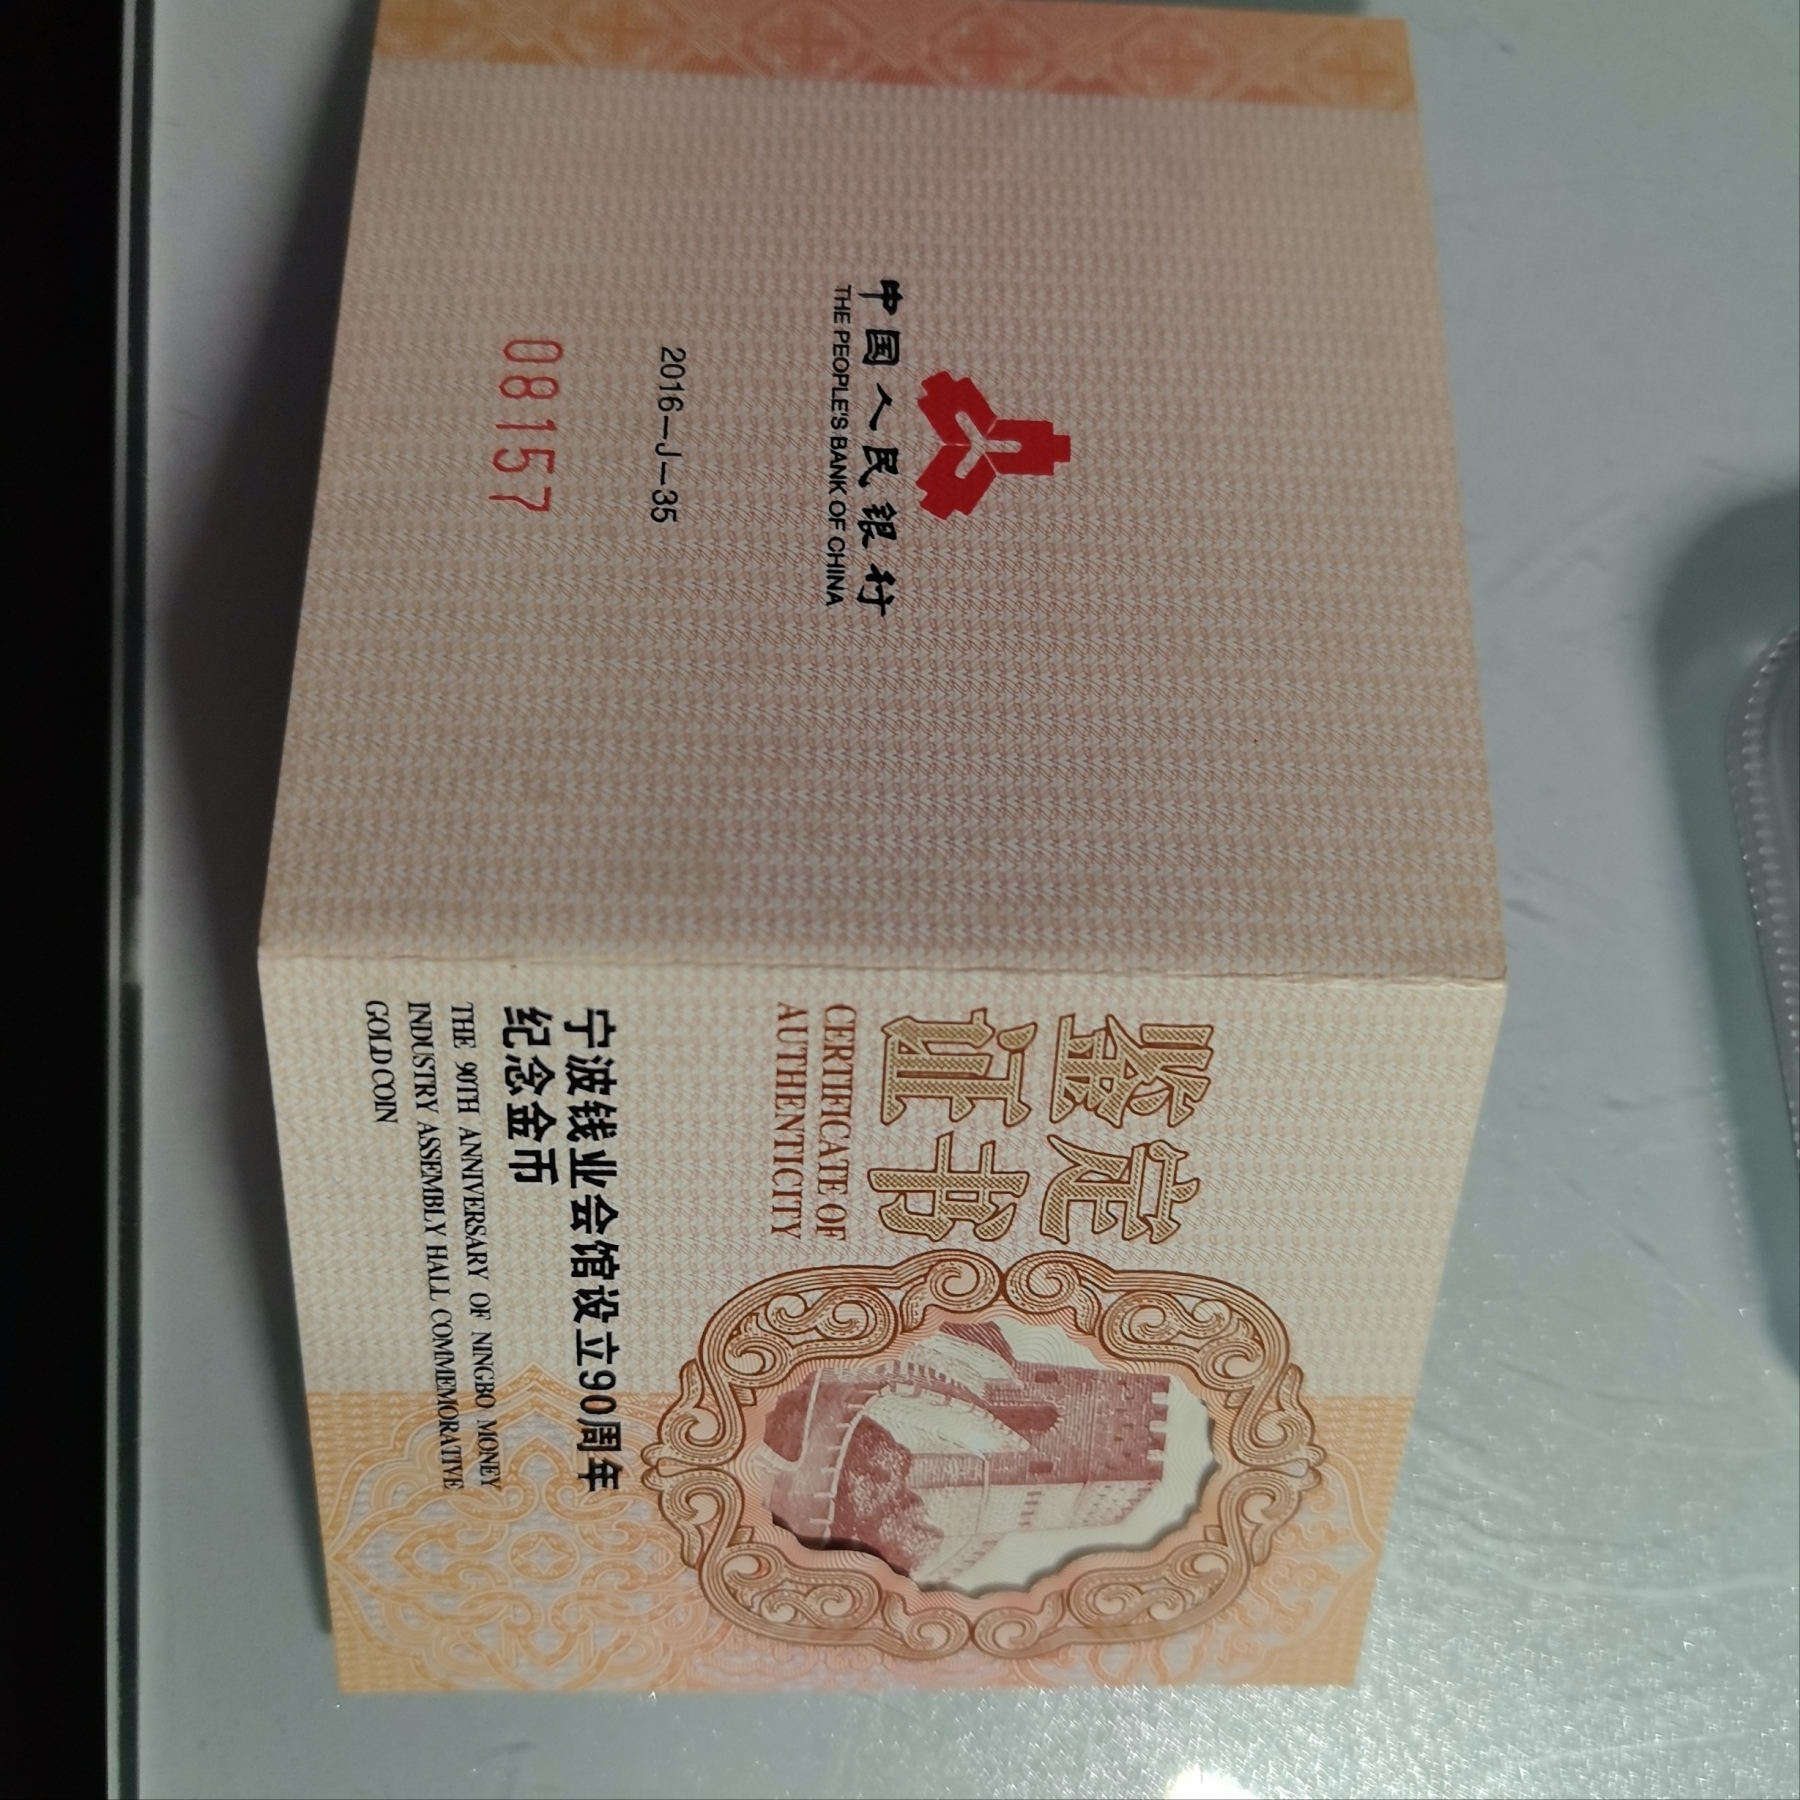 中国人民银行
THE PEOPLE'S BANK OF CHINA
2016—J—35
08157
鉴定
证书
CERTIFICATE OF
AUTHENTICITY
宁波钱业会馆设立90周年
纪念金币
THE 90TH ANNIVERSARY OF NINGBO MONEY
INDUSTRY ASSEMBLY HALL COMMEMORATIVE
GOLD COIN